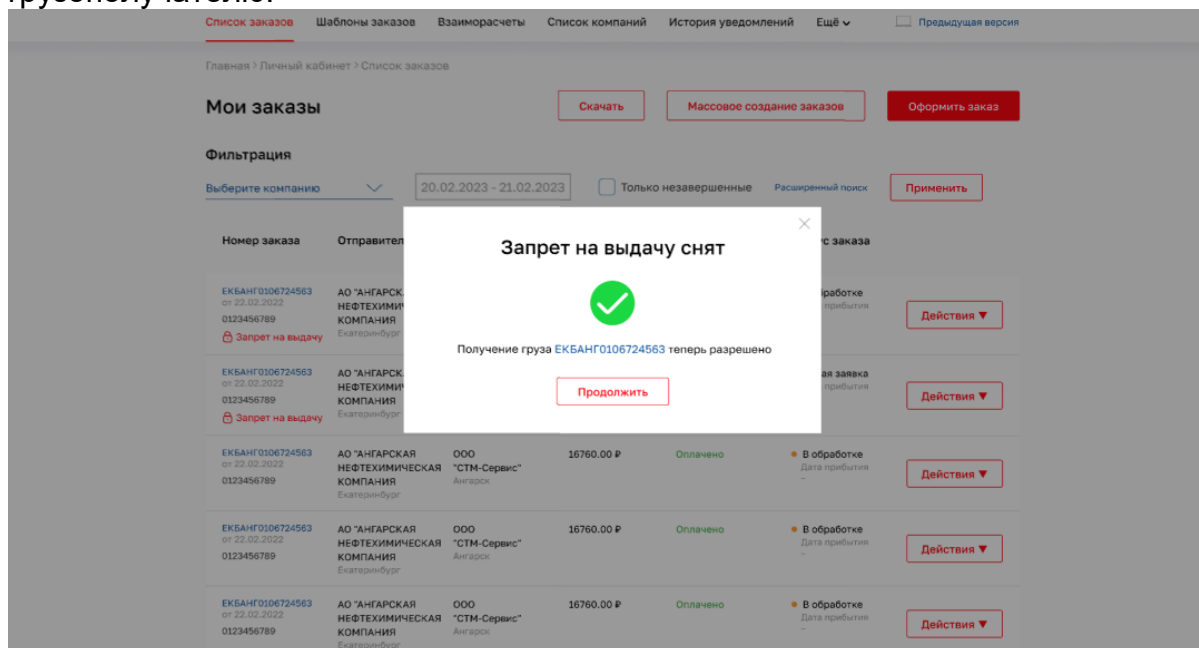 грузополучателю.
Список заказов Шаблоны заказов Взаиморасчеты Список компаний История уведомлений Ещё Предыдущая версия
Главная > Личный кабинет > Список заказов
Мои заказы Скачать Массовое создание заказов Оформить заказ
Фильтрация
Выберите компанию 20.02.2023 - 21.02.2023 Только незавершенные Расширенный поиск Применить
Номер заказа Отправител с заказа
Запрет на выдачу снят
Получение груза ЕКБАНГ0106724563 теперь разрешено
Продолжить
ЕКБАНГ0106724563 АО "АНГАРСК работке
от 22.02.2022 НЕФТЕХИМИ прибытия
0123456789 КОМПАНИЯ Действия ▼
Запрет на выдачу Екатеринбург
ЕКБАНГ0106724563 АО "АНГАРСК ая заявка
от 22.02.2022 НЕФТЕХИМИ прибытия
0123456789 КОМПАНИЯ Действия ▼
Запрет на выдачу Екатеринбург
ЕКБАНГ0106724563 АО "АНГАРСКАЯ ООО 16760.00 ₽ Оплачено В обработке
от 22.02.2022 НЕФТЕХИМИЧЕСКАЯ "СТМ-Сервис" Дата прибытия
0123456789 КОМПАНИЯ Ангарск - Действия ▼
Екатеринбург
ЕКБАНГ0106724563 АО "АНГАРСКАЯ ООО 16760.00 ₽ Оплачено В обработке
от 22.02.2022 НЕФТЕХИМИЧЕСКАЯ "СТМ-Сервис" Дата прибытия
0123456789 КОМПАНИЯ Ангарск - Действия ▼
Екатеринбург
ЕКБАНГ0106724563 АО "АНГАРСКАЯ ООО 16760.00 ₽ Оплачено В обработке
от 22.02.2022 НЕФТЕХИМИЧЕСКАЯ "СТМ-Сервис" Дата прибытия
0123456789 КОМПАНИЯ Ангарск - Действия ▼
Екатеринбург